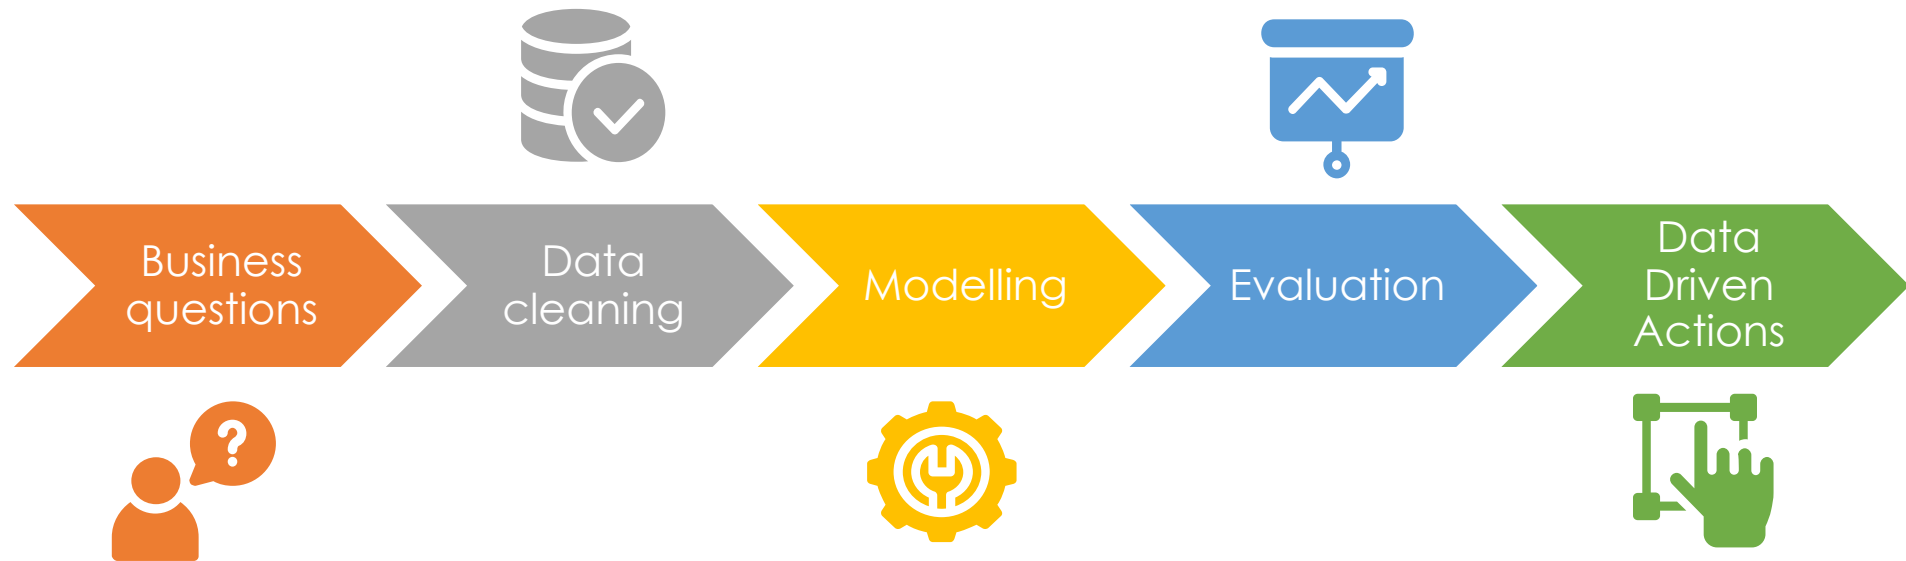 Business
questions
Data
cleaning
Modelling
Evaluation
Data
Driven
Actions
?